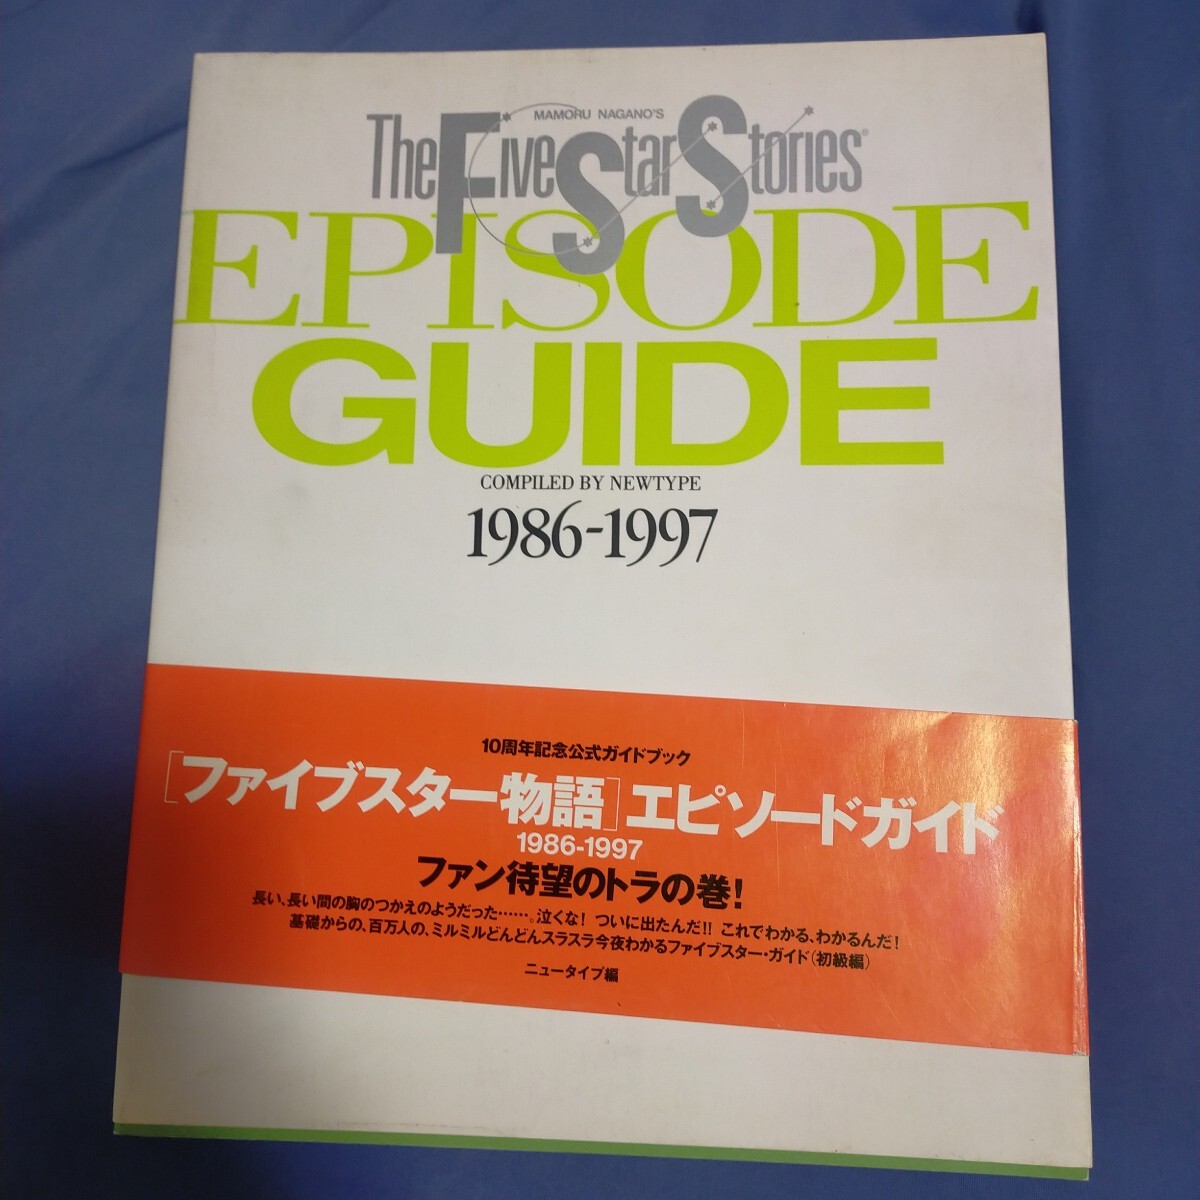 MAMORU NAGANO'S
The Five Star Stories®
EPISODE
GUIDE
COMPILED BY NEWTYPE
1986-1997
10周年記念公式ガイドブック
[ファイブスター物語]エピソードガイド
1986-1997
ファン待望のトラの巻!
長い、長い間の胸のつかえのようだった……。泣くな! ついに出たんだ!! これでわかる、わかるんだ!
基礎からの、百万人の、ミルミルどんどんスラスラ今夜わかるファイブスター・ガイド(初級編)
ニュータイプ編